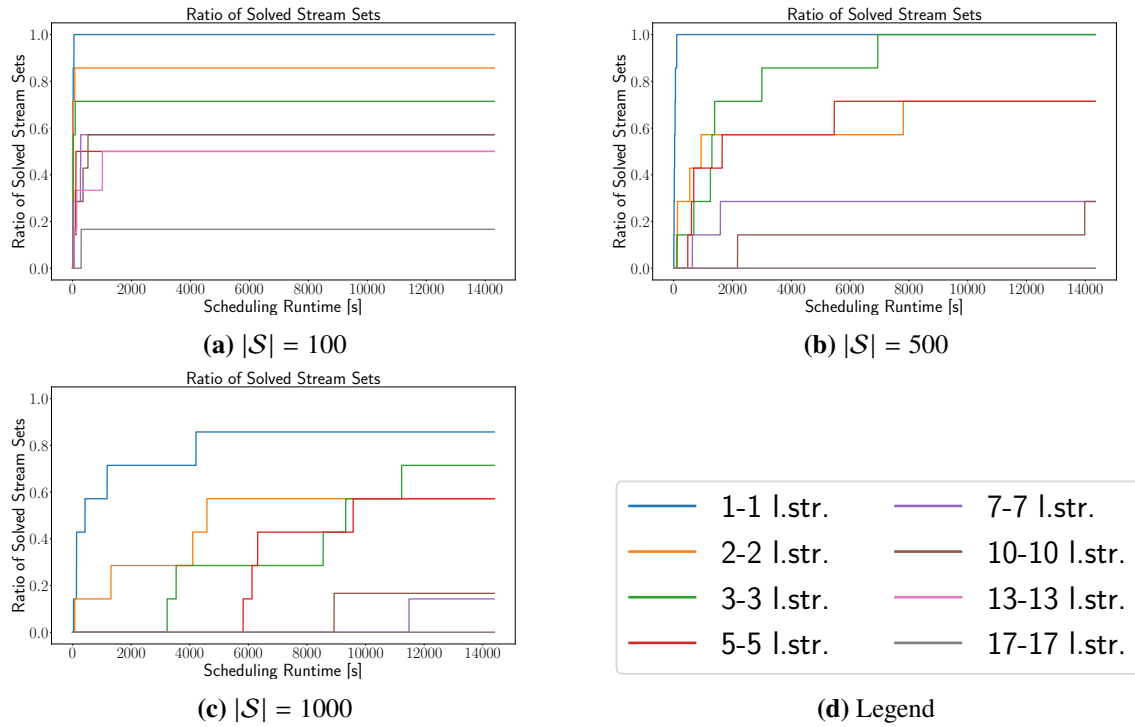 Ratio of Solved Stream Sets
Ratio of Solved Stream Sets
1.0
0.8
0.6
0.4
0.2
0.0
0 2000 4000 6000 8000 10000 12000 14000
Scheduling Runtime [s]
(a) |𝒮| = 100
Ratio of Solved Stream Sets
Ratio of Solved Stream Sets
1.0
0.8
0.6
0.4
0.2
0.0
0 2000 4000 6000 8000 10000 12000 14000
Scheduling Runtime [s]
(b) |𝒮| = 500
Ratio of Solved Stream Sets
Ratio of Solved Stream Sets
1.0
0.8
0.6
0.4
0.2
0.0
0 2000 4000 6000 8000 10000 12000 14000
Scheduling Runtime [s]
(c) |𝒮| = 1000
1-1 l.str.
2-2 l.str.
3-3 l.str.
5-5 l.str.
7-7 l.str.
10-10 l.str.
13-13 l.str.
17-17 l.str.
(d) Legend